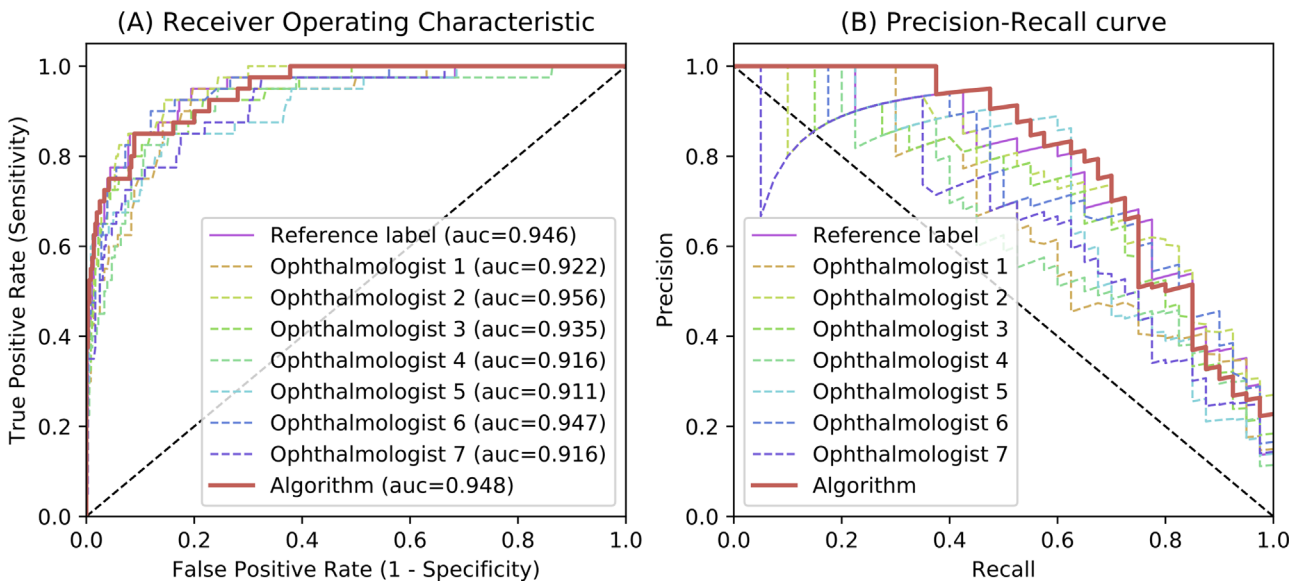 (A) Receiver Operating Characteristic
1.0
0.8
0.6
0.4
0.2
0.0
True Positive Rate (Sensitivity)
Reference label (auc=0.946)
Ophthalmologist 1 (auc=0.922)
Ophthalmologist 2 (auc=0.956)
Ophthalmologist 3 (auc=0.935)
Ophthalmologist 4 (auc=0.916)
Ophthalmologist 5 (auc=0.911)
Ophthalmologist 6 (auc=0.947)
Ophthalmologist 7 (auc=0.916)
Algorithm (auc=0.948)
0.0 0.2 0.4 0.6 0.8 1.0
False Positive Rate (1 - Specificity)
(B) Precision-Recall curve
1.0
0.8
0.6
0.4
0.2
0.0
Precision
Reference label
Ophthalmologist 1
Ophthalmologist 2
Ophthalmologist 3
Ophthalmologist 4
Ophthalmologist 5
Ophthalmologist 6
Ophthalmologist 7
Algorithm
0.0 0.2 0.4 0.6 0.8 1.0
Recall